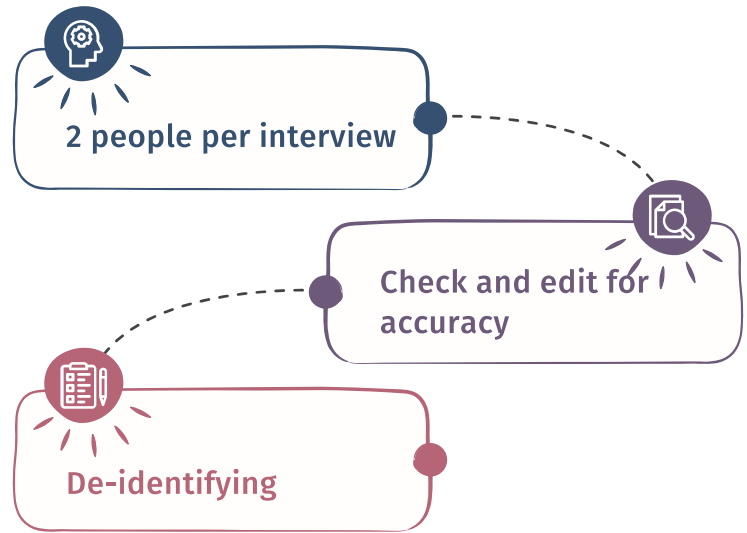 2 people per interview
Check and edit for
accuracy
De-identifying